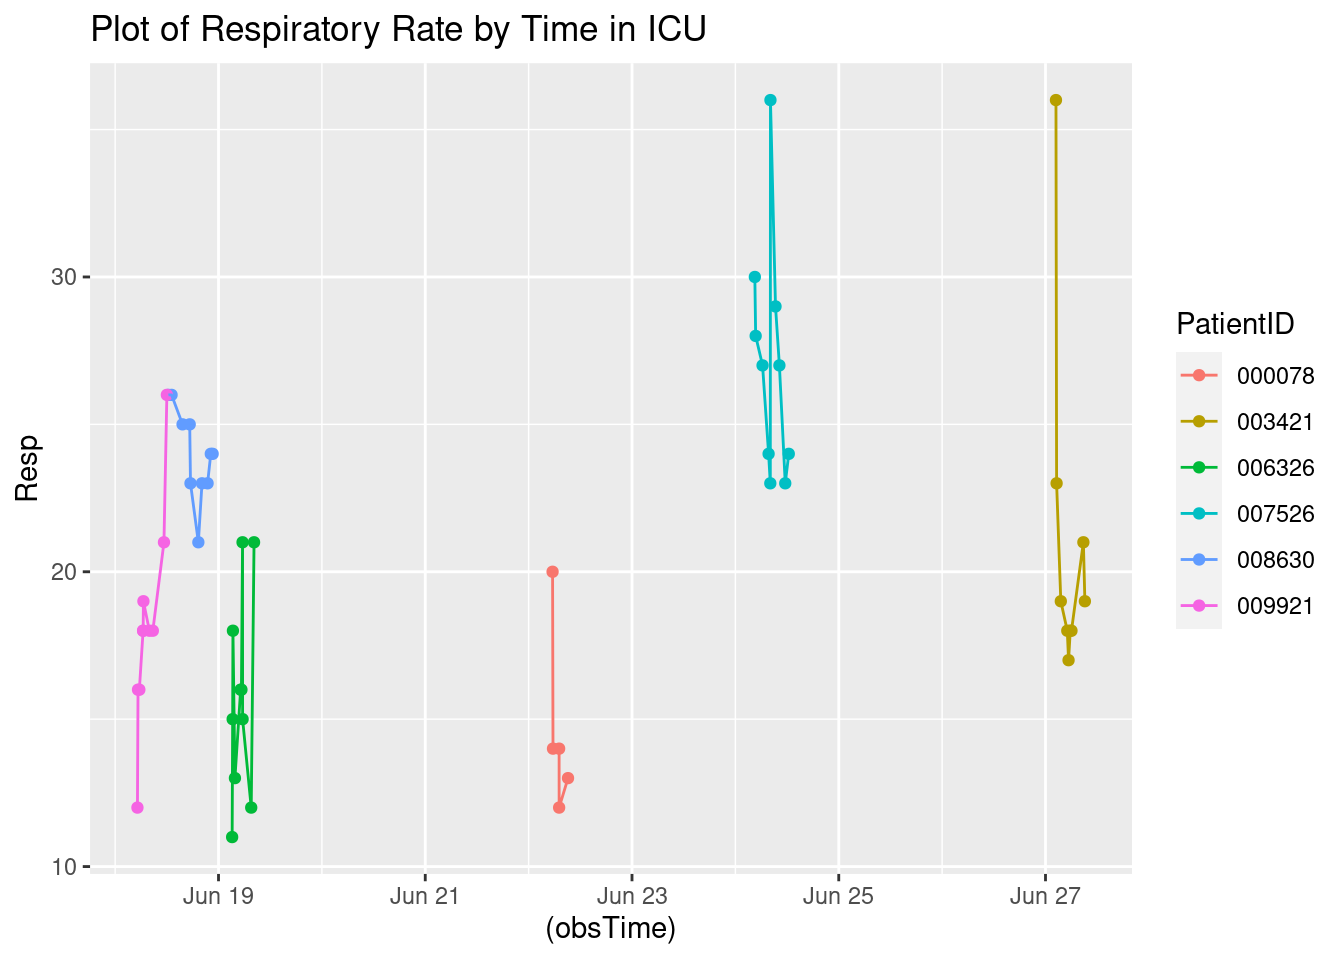 Plot of Respiratory Rate by Time in ICU
Resp
30
20
10
Jun 19 Jun 21 Jun 23 Jun 25 Jun 27
(obsTime)
PatientID
000078
003421
006326
007526
008630
009921